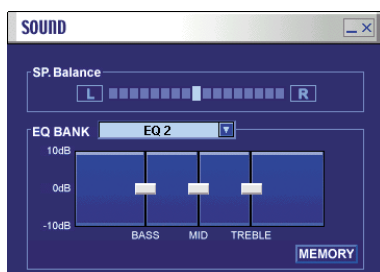 SOUND
SP. Balance
L R
EQ BANK EQ 2
10dB
0dB
-10dB
BASS MID TREBLE
MEMORY